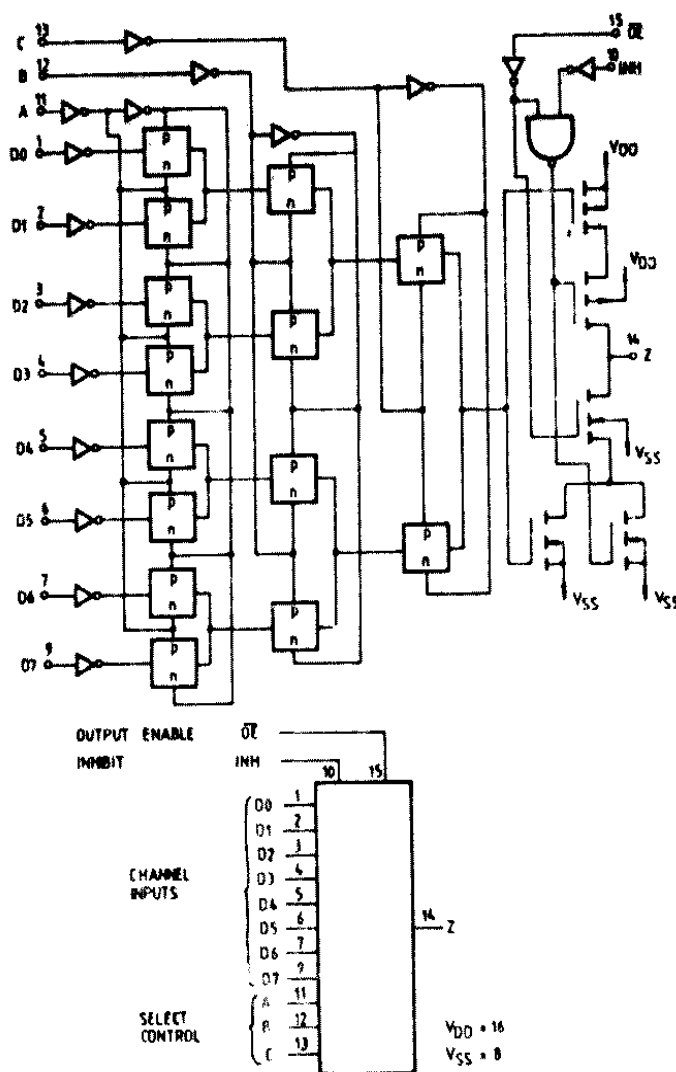 C 13
B 12
A 11
D0 1
D1 2
D2 3
D3 4
D4 5
D5 6
D6 7
D7 9
p
n
p
n
p
n
p
n
p
n
p
n
p
n
p
n
p
n
p
n
p
n
p
n
p
n
p
n
15 OE
10 INH
VDD
VDD
14 Z
VSS
VSS
VSS
OUTPUT ENABLE OE
INHIBIT INH
10 15
CHANNEL INPUTS
D0 1
D1 2
D2 3
D3 4
D4 5
D5 6
D6 7
D7 9
14 Z
SELECT CONTROL
A 11
B 12
C 13
VDD = 16
VSS = 8